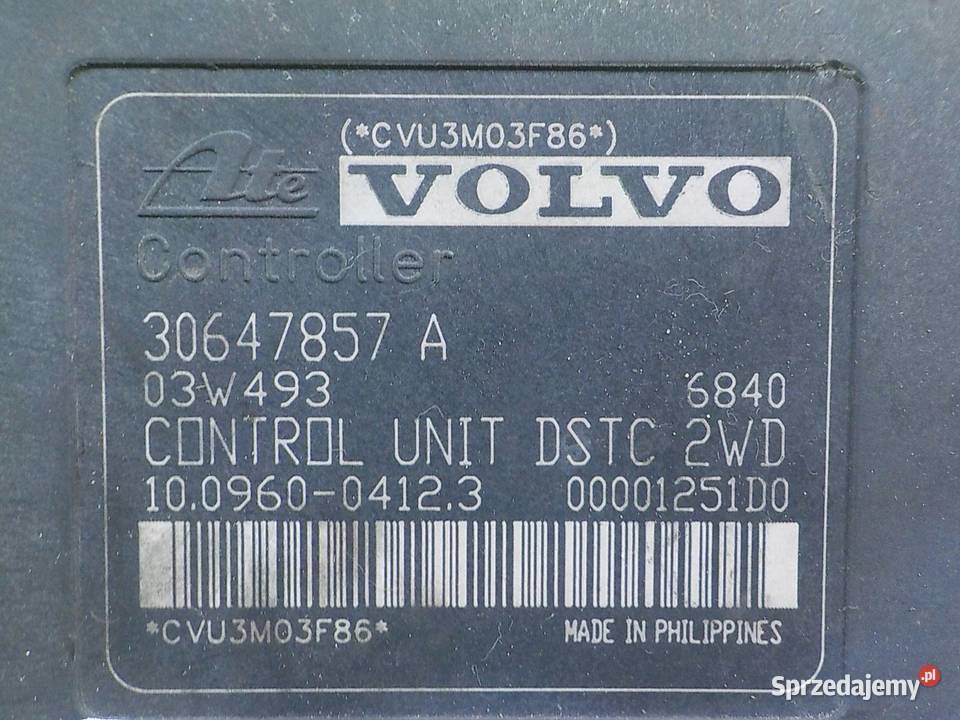 (*CVU3M03F86*)
Ate VOLVO
Controller
30647857 A
03W493 6840
CONTROL UNIT DSTC 2WD
10.0960-0412.3 00001251D0
*CVU3M03F86* MADE IN PHILIPPINES
Sprzedajemy.pl